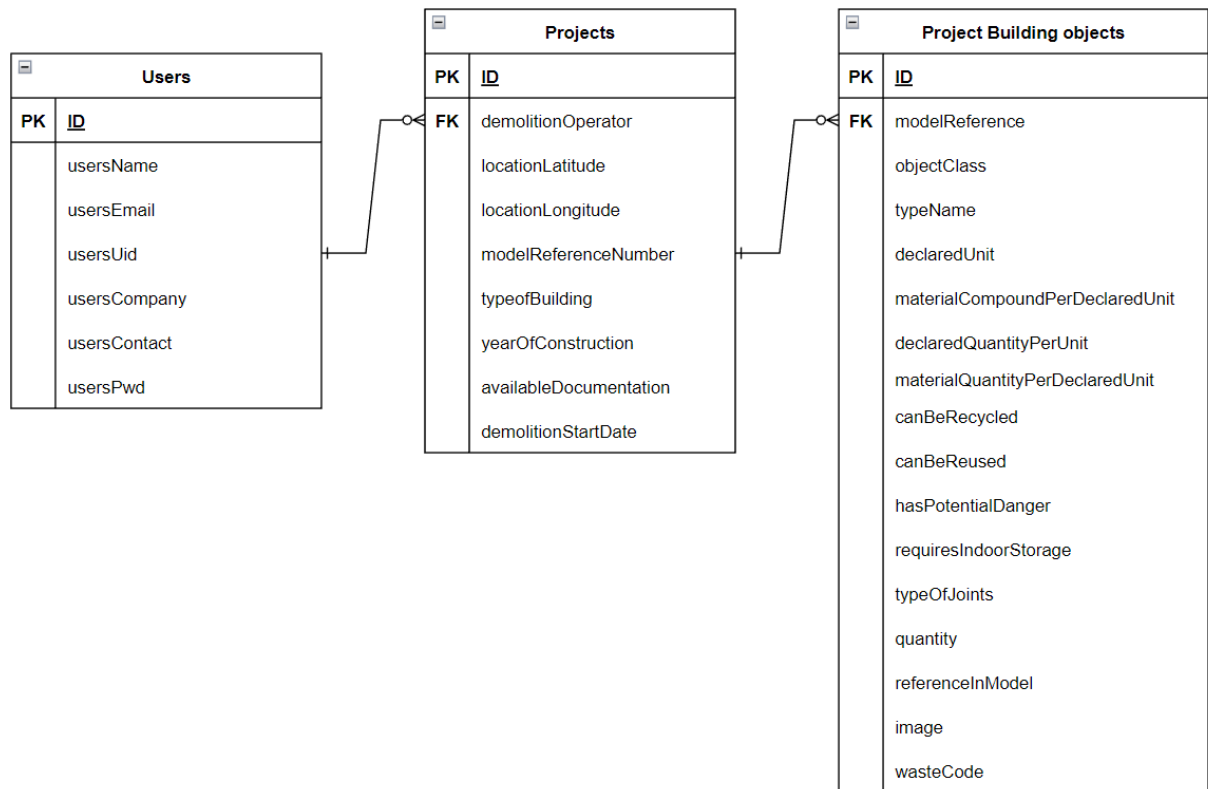 Users
PK ID
usersName
usersEmail
usersUid
usersCompany
usersContact
usersPwd
Projects
PK ID
FK demolitionOperator
locationLatitude
locationLongitude
modelReferenceNumber
typeofBuilding
yearOfConstruction
availableDocumentation
demolitionStartDate
Project Building objects
PK ID
FK modelReference
objectClass
typeName
declaredUnit
materialCompoundPerDeclaredUnit
declaredQuantityPerUnit
materialQuantityPerDeclaredUnit
canBeRecycled
canBeReused
hasPotentialDanger
requiresIndoorStorage
typeOfJoints
quantity
referenceInModel
image
wasteCode